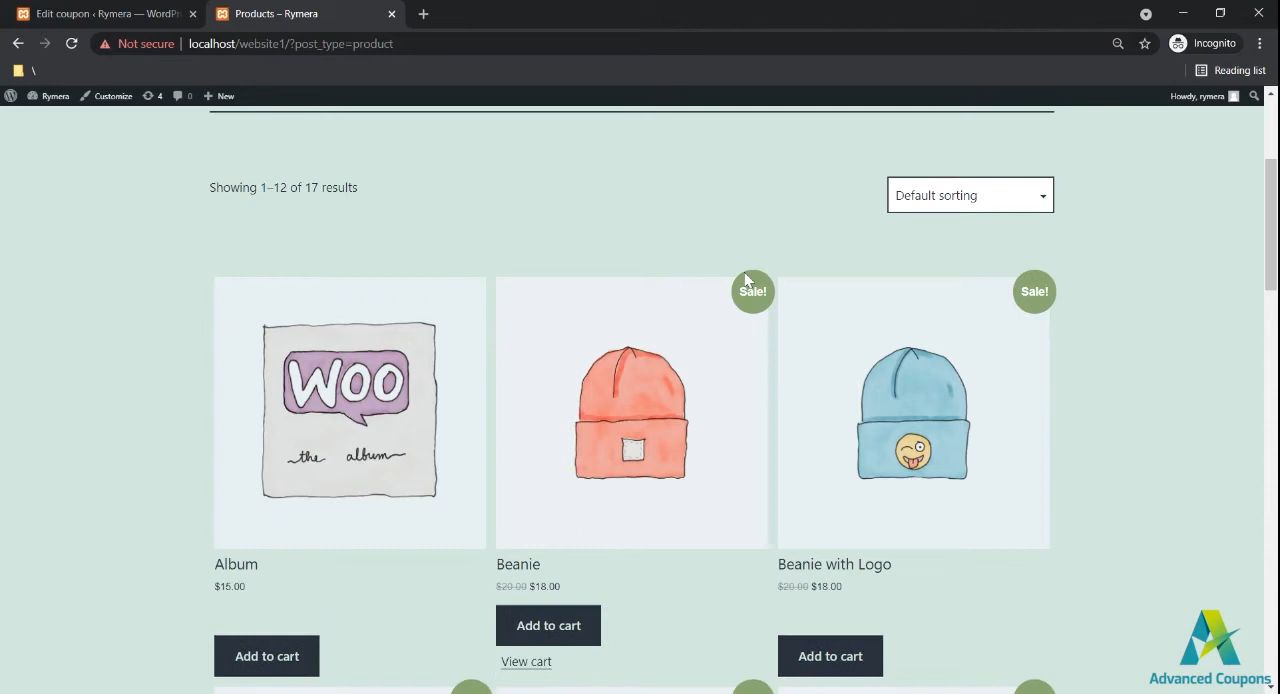 Edit coupon ‹ Rymera — WordPr
Products – Rymera
Not secure
localhost/website1/?post_type=product
Incognito
\
Reading list
Rymera
Customize
4
0
New
Howdy, rymera
Showing 1–12 of 17 results
Default sorting
Sale!
Sale!
WOO
the album
Album
Beanie
Beanie with Logo
$15.00
$20.00 $18.00
$20.00 $18.00
Add to cart
View cart
Add to cart
Add to cart
Advanced Coupons